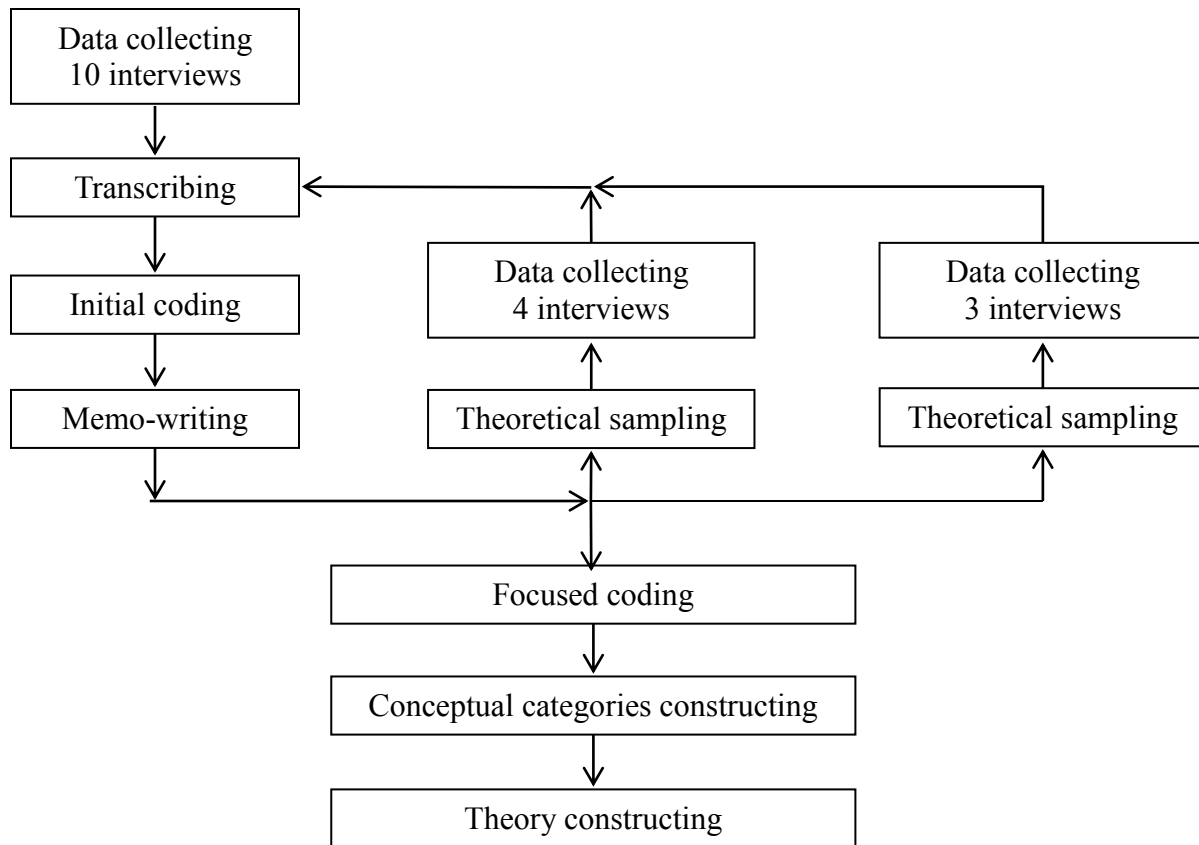 Data collecting
10 interviews
Transcribing
Initial coding
Memo-writing
Data collecting
4 interviews
Theoretical sampling
Data collecting
3 interviews
Theoretical sampling
Focused coding
Conceptual categories constructing
Theory constructing